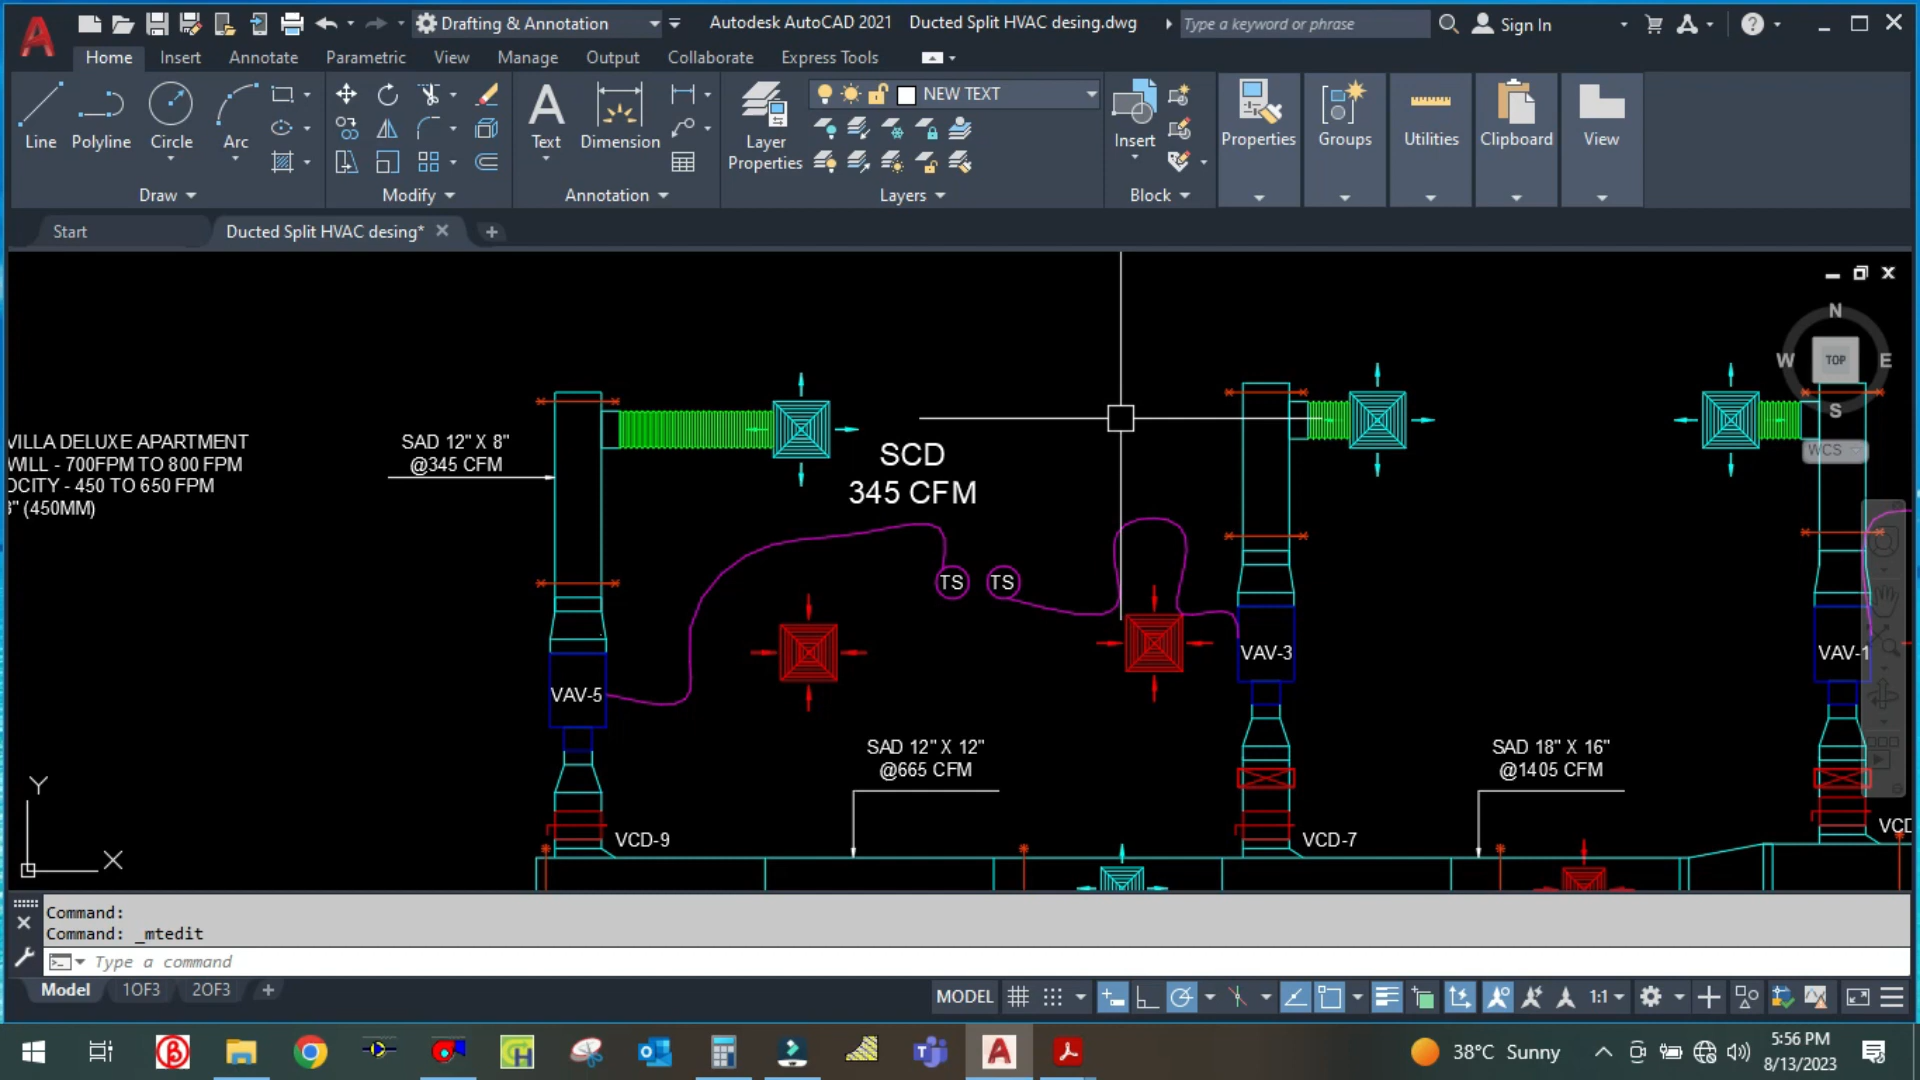 Drafting & Annotation
Autodesk AutoCAD 2021 Ducted Split HVAC desing.dwg
Type a keyword or phrase
Sign In
Home Insert Annotate Parametric View Manage Output Collaborate Express Tools
NEW TEXT
Line Polyline Circle Arc
Text Dimension
Layer Properties
Insert
Properties Groups Utilities Clipboard View
Draw Modify Annotation Layers Block
Start
Ducted Split HVAC desing*
N
W TOP E
S
WCS
VILLA DELUXE APARTMENT
WILL - 700FPM TO 800 FPM
OCITY - 450 TO 650 FPM
8" (450MM)
SAD 12" X 8"
@345 CFM
SCD
345 CFM
TS TS
VAV-5
VAV-3
VAV-1
SAD 12" X 12"
@665 CFM
SAD 18" X 16"
@1405 CFM
VCD-9
VCD-7
VCD
Y
X
Command:
Command: _mtedit
Type a command
Model 1OF3 2OF3
MODEL
1:1
38°C Sunny
5:56 PM
8/13/2023